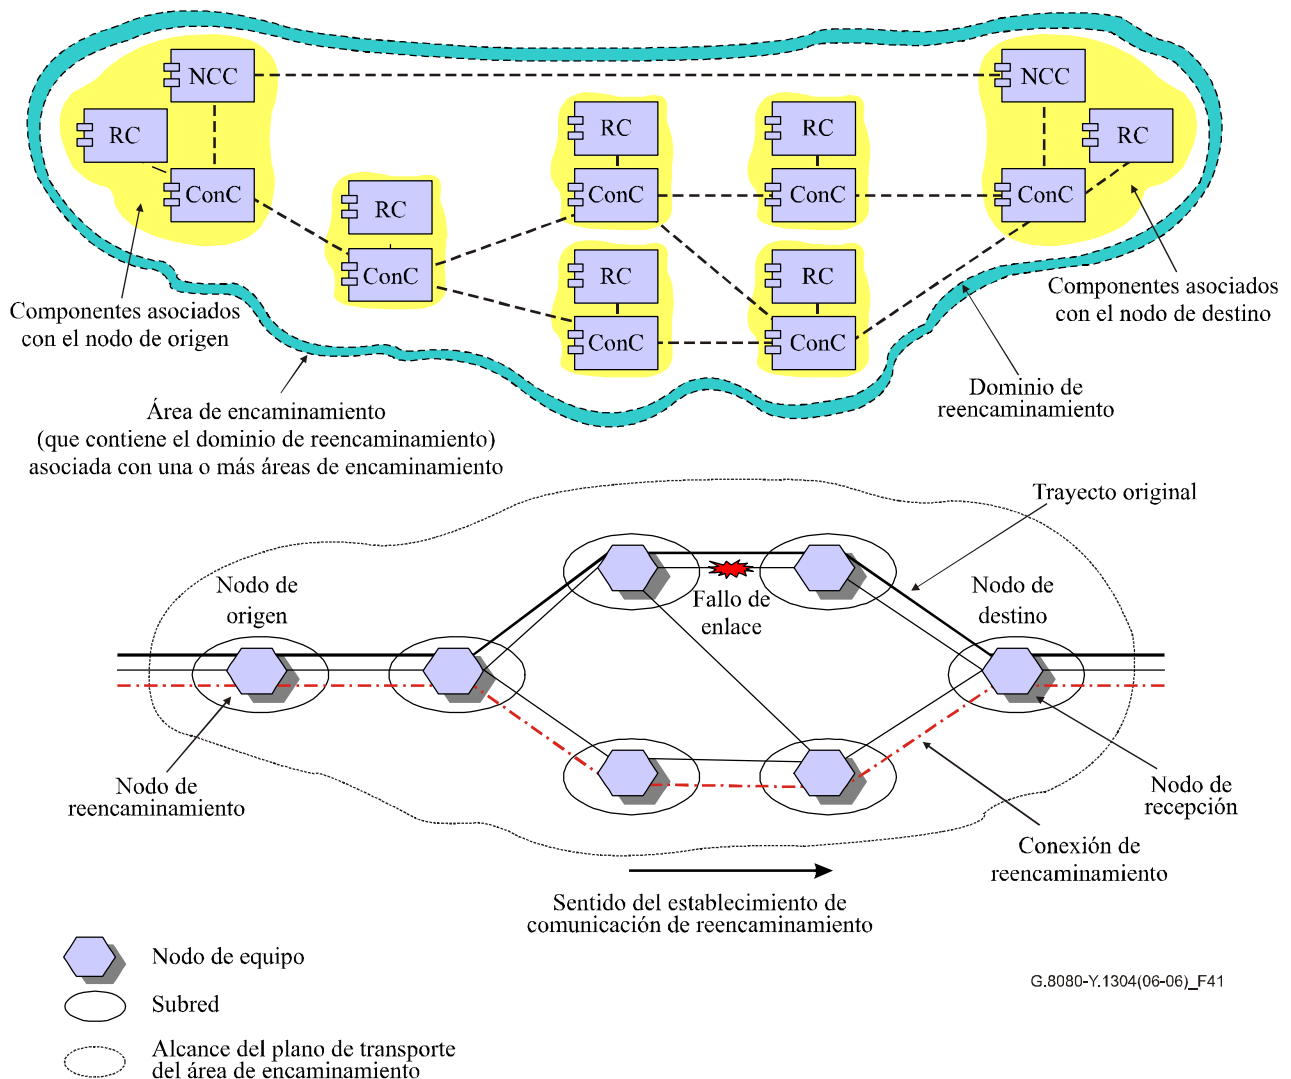 NCC
NCC
RC
RC
RC
RC
ConC
ConC
ConC
ConC
RC
ConC
RC
RC
ConC
ConC
Componentes asociados
con el nodo de origen
Componentes asociados
con el nodo de destino
Dominio de
reencaminamiento
Área de encaminamiento
(que contiene el dominio de reencaminamiento)
asociada con una o más áreas de encaminamiento
Trayecto original
Nodo de
origen
Fallo de
enlace
Nodo de
destino
Nodo de
reencaminamiento
Nodo de
recepción
Conexión de
reencaminamiento
Sentido del establecimiento de
comunicación de reencaminamiento
Nodo de equipo
G.8080-Y.1304(06-06)_F41
Subred
Alcance del plano de transporte
del área de encaminamiento